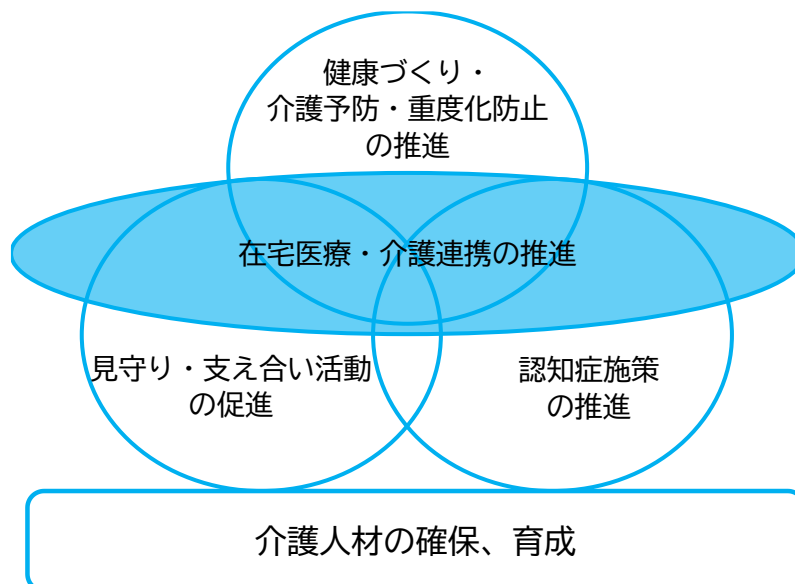 健康づくり・
介護予防・重度化防止
の推進
在宅医療・介護連携の推進
見守り・支え合い活動
の促進
認知症施策
の推進
介護人材の確保、育成